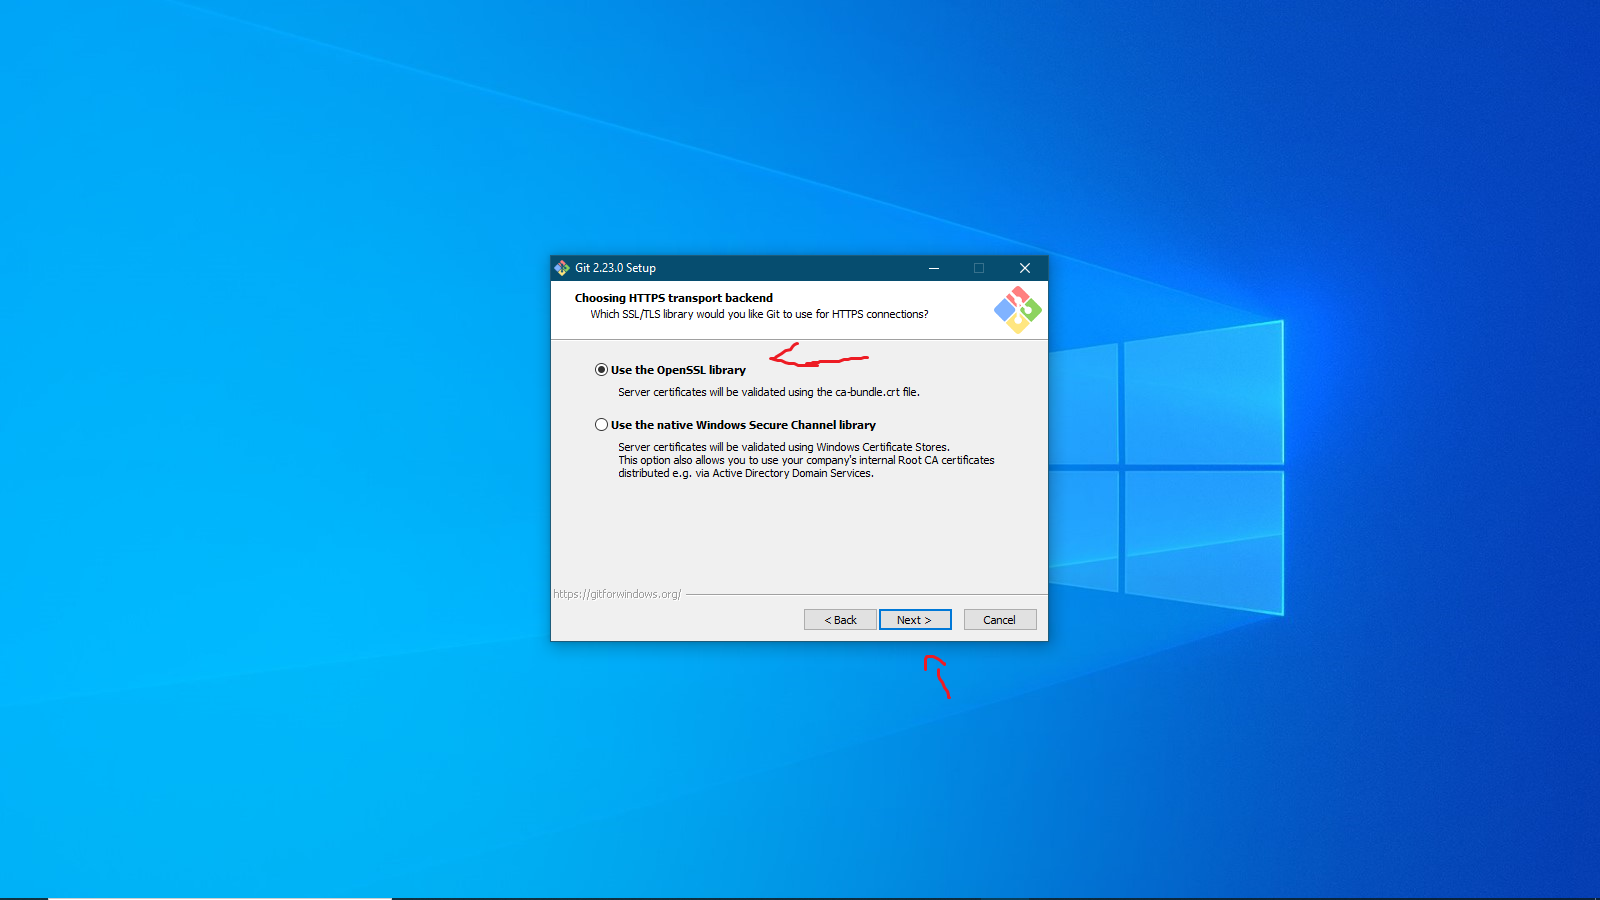 Git 2.23.0 Setup
Choosing HTTPS transport backend
Which SSL/TLS library would you like Git to use for HTTPS connections?
Use the OpenSSL library
Server certificates will be validated using the ca-bundle.crt file.
Use the native Windows Secure Channel library
Server certificates will be validated using Windows Certificate Stores.
This option also allows you to use your company's internal Root CA certificates
distributed e.g. via Active Directory Domain Services.
https://gitforwindows.org/
< Back
Next >
Cancel